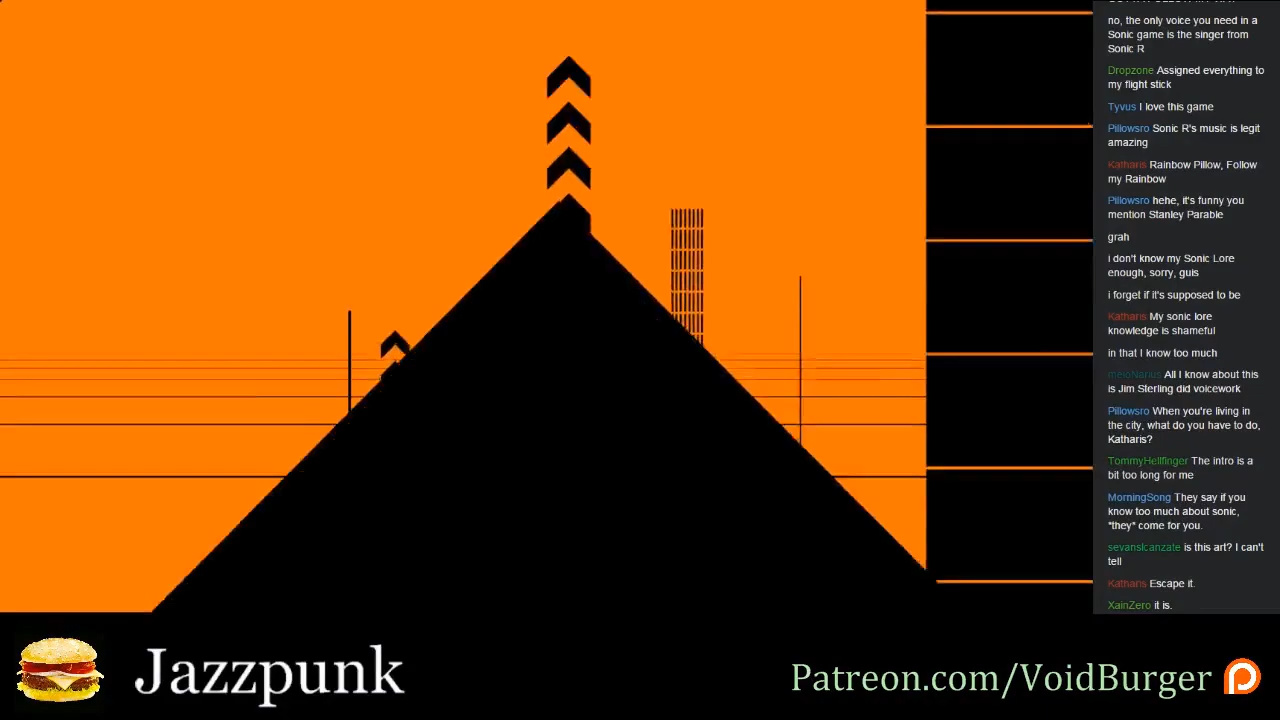 no, the only voice you need in a
Sonic game is the singer from
Sonic R
Dropzone Assigned everything to
my flight stick
Tyvus I love this game
Pillowsro Sonic R's music is legit
amazing
Katharis Rainbow Pillow, Follow
my Rainbow
Pillowsro hehe, it's funny you
mention Stanley Parable
grah
i don't know my Sonic Lore
enough, sorry, guis
i forget if it's supposed to be
Katharis My sonic lore
knowledge is shameful
in that I know too much
All I know about this
is Jim Sterling did voicework
Pillowsro When you're living in
the city, what do you have to do,
Katharis?
TommyHellfinger The intro is a
bit too long for me
MorningSong They say if you
know too much about sonic,
*they* come for you.
sevansIcanzate is this art? I can't
tell
Katharis Escape it.
XainZero it is.
Jazzpunk
Patreon.com/VoidBurger